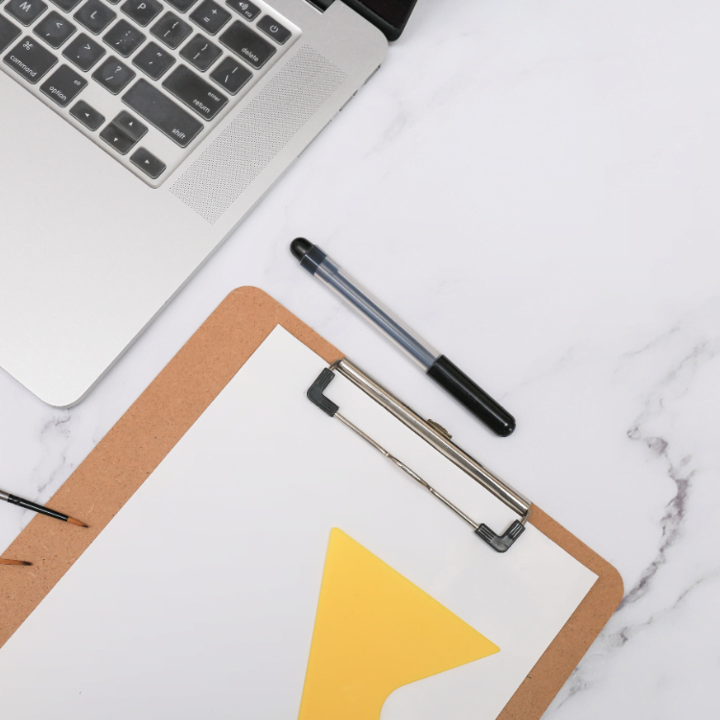 + =
delete
P { [ } ] | \
L : ; " ' enter return
M < , > . ? / shift
⌘ command alt option
◀ ▲ ▼ ▶